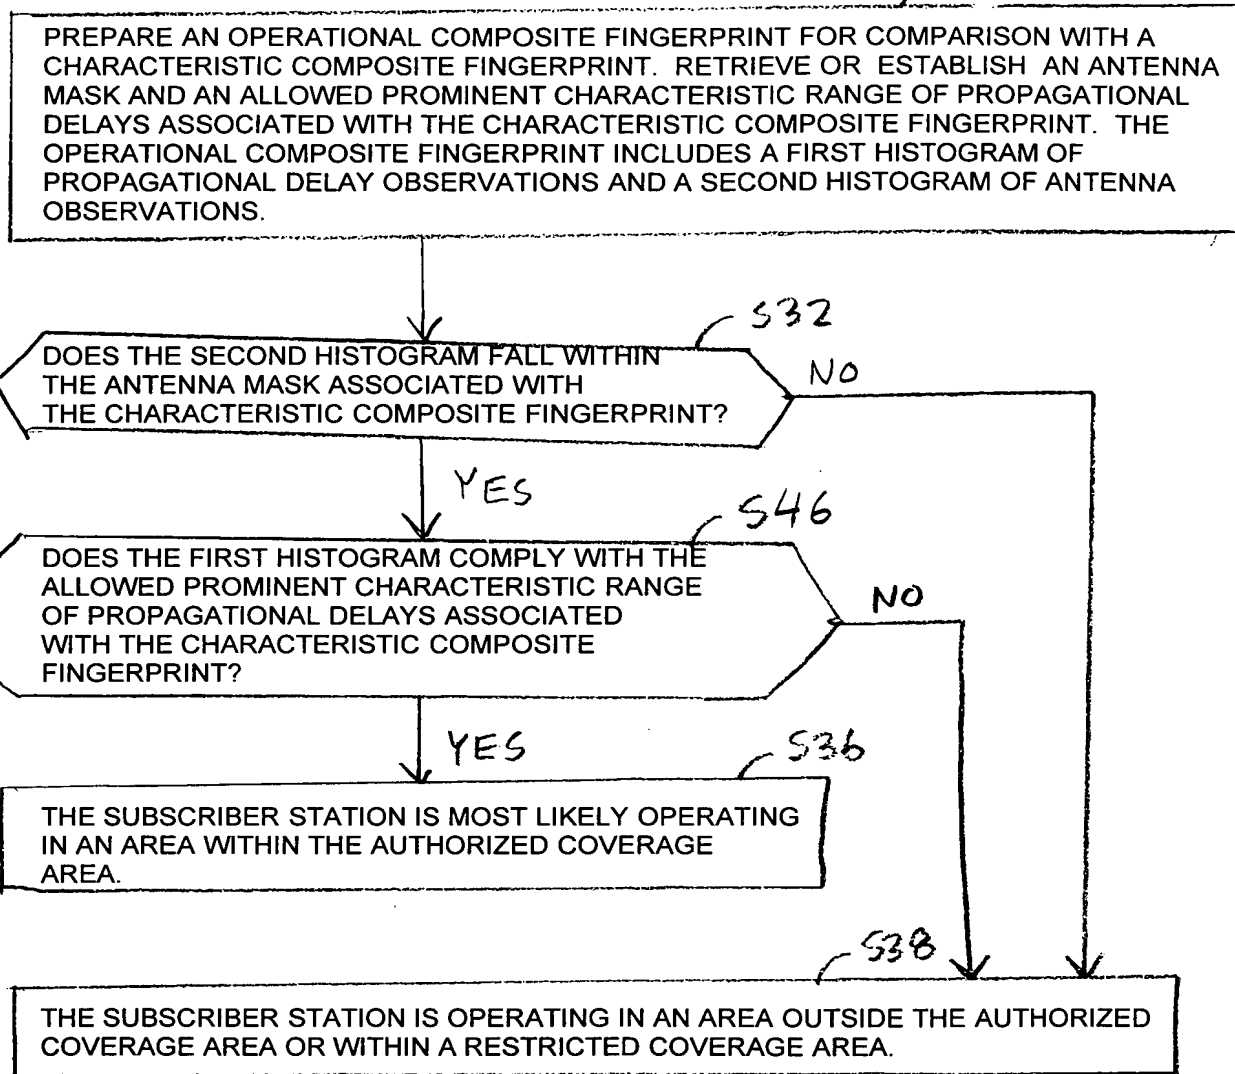 PREPARE AN OPERATIONAL COMPOSITE FINGERPRINT FOR COMPARISON WITH A
CHARACTERISTIC COMPOSITE FINGERPRINT. RETRIEVE OR ESTABLISH AN ANTENNA
MASK AND AN ALLOWED PROMINENT CHARACTERISTIC RANGE OF PROPAGATIONAL
DELAYS ASSOCIATED WITH THE CHARACTERISTIC COMPOSITE FINGERPRINT. THE
OPERATIONAL COMPOSITE FINGERPRINT INCLUDES A FIRST HISTOGRAM OF
PROPAGATIONAL DELAY OBSERVATIONS AND A SECOND HISTOGRAM OF ANTENNA
OBSERVATIONS.
S32
DOES THE SECOND HISTOGRAM FALL WITHIN
THE ANTENNA MASK ASSOCIATED WITH
THE CHARACTERISTIC COMPOSITE FINGERPRINT?
NO
YES
S46
DOES THE FIRST HISTOGRAM COMPLY WITH THE
ALLOWED PROMINENT CHARACTERISTIC RANGE
OF PROPAGATIONAL DELAYS ASSOCIATED
WITH THE CHARACTERISTIC COMPOSITE
FINGERPRINT?
NO
YES
S36
THE SUBSCRIBER STATION IS MOST LIKELY OPERATING
IN AN AREA WITHIN THE AUTHORIZED COVERAGE
AREA.
S38
THE SUBSCRIBER STATION IS OPERATING IN AN AREA OUTSIDE THE AUTHORIZED
COVERAGE AREA OR WITHIN A RESTRICTED COVERAGE AREA.